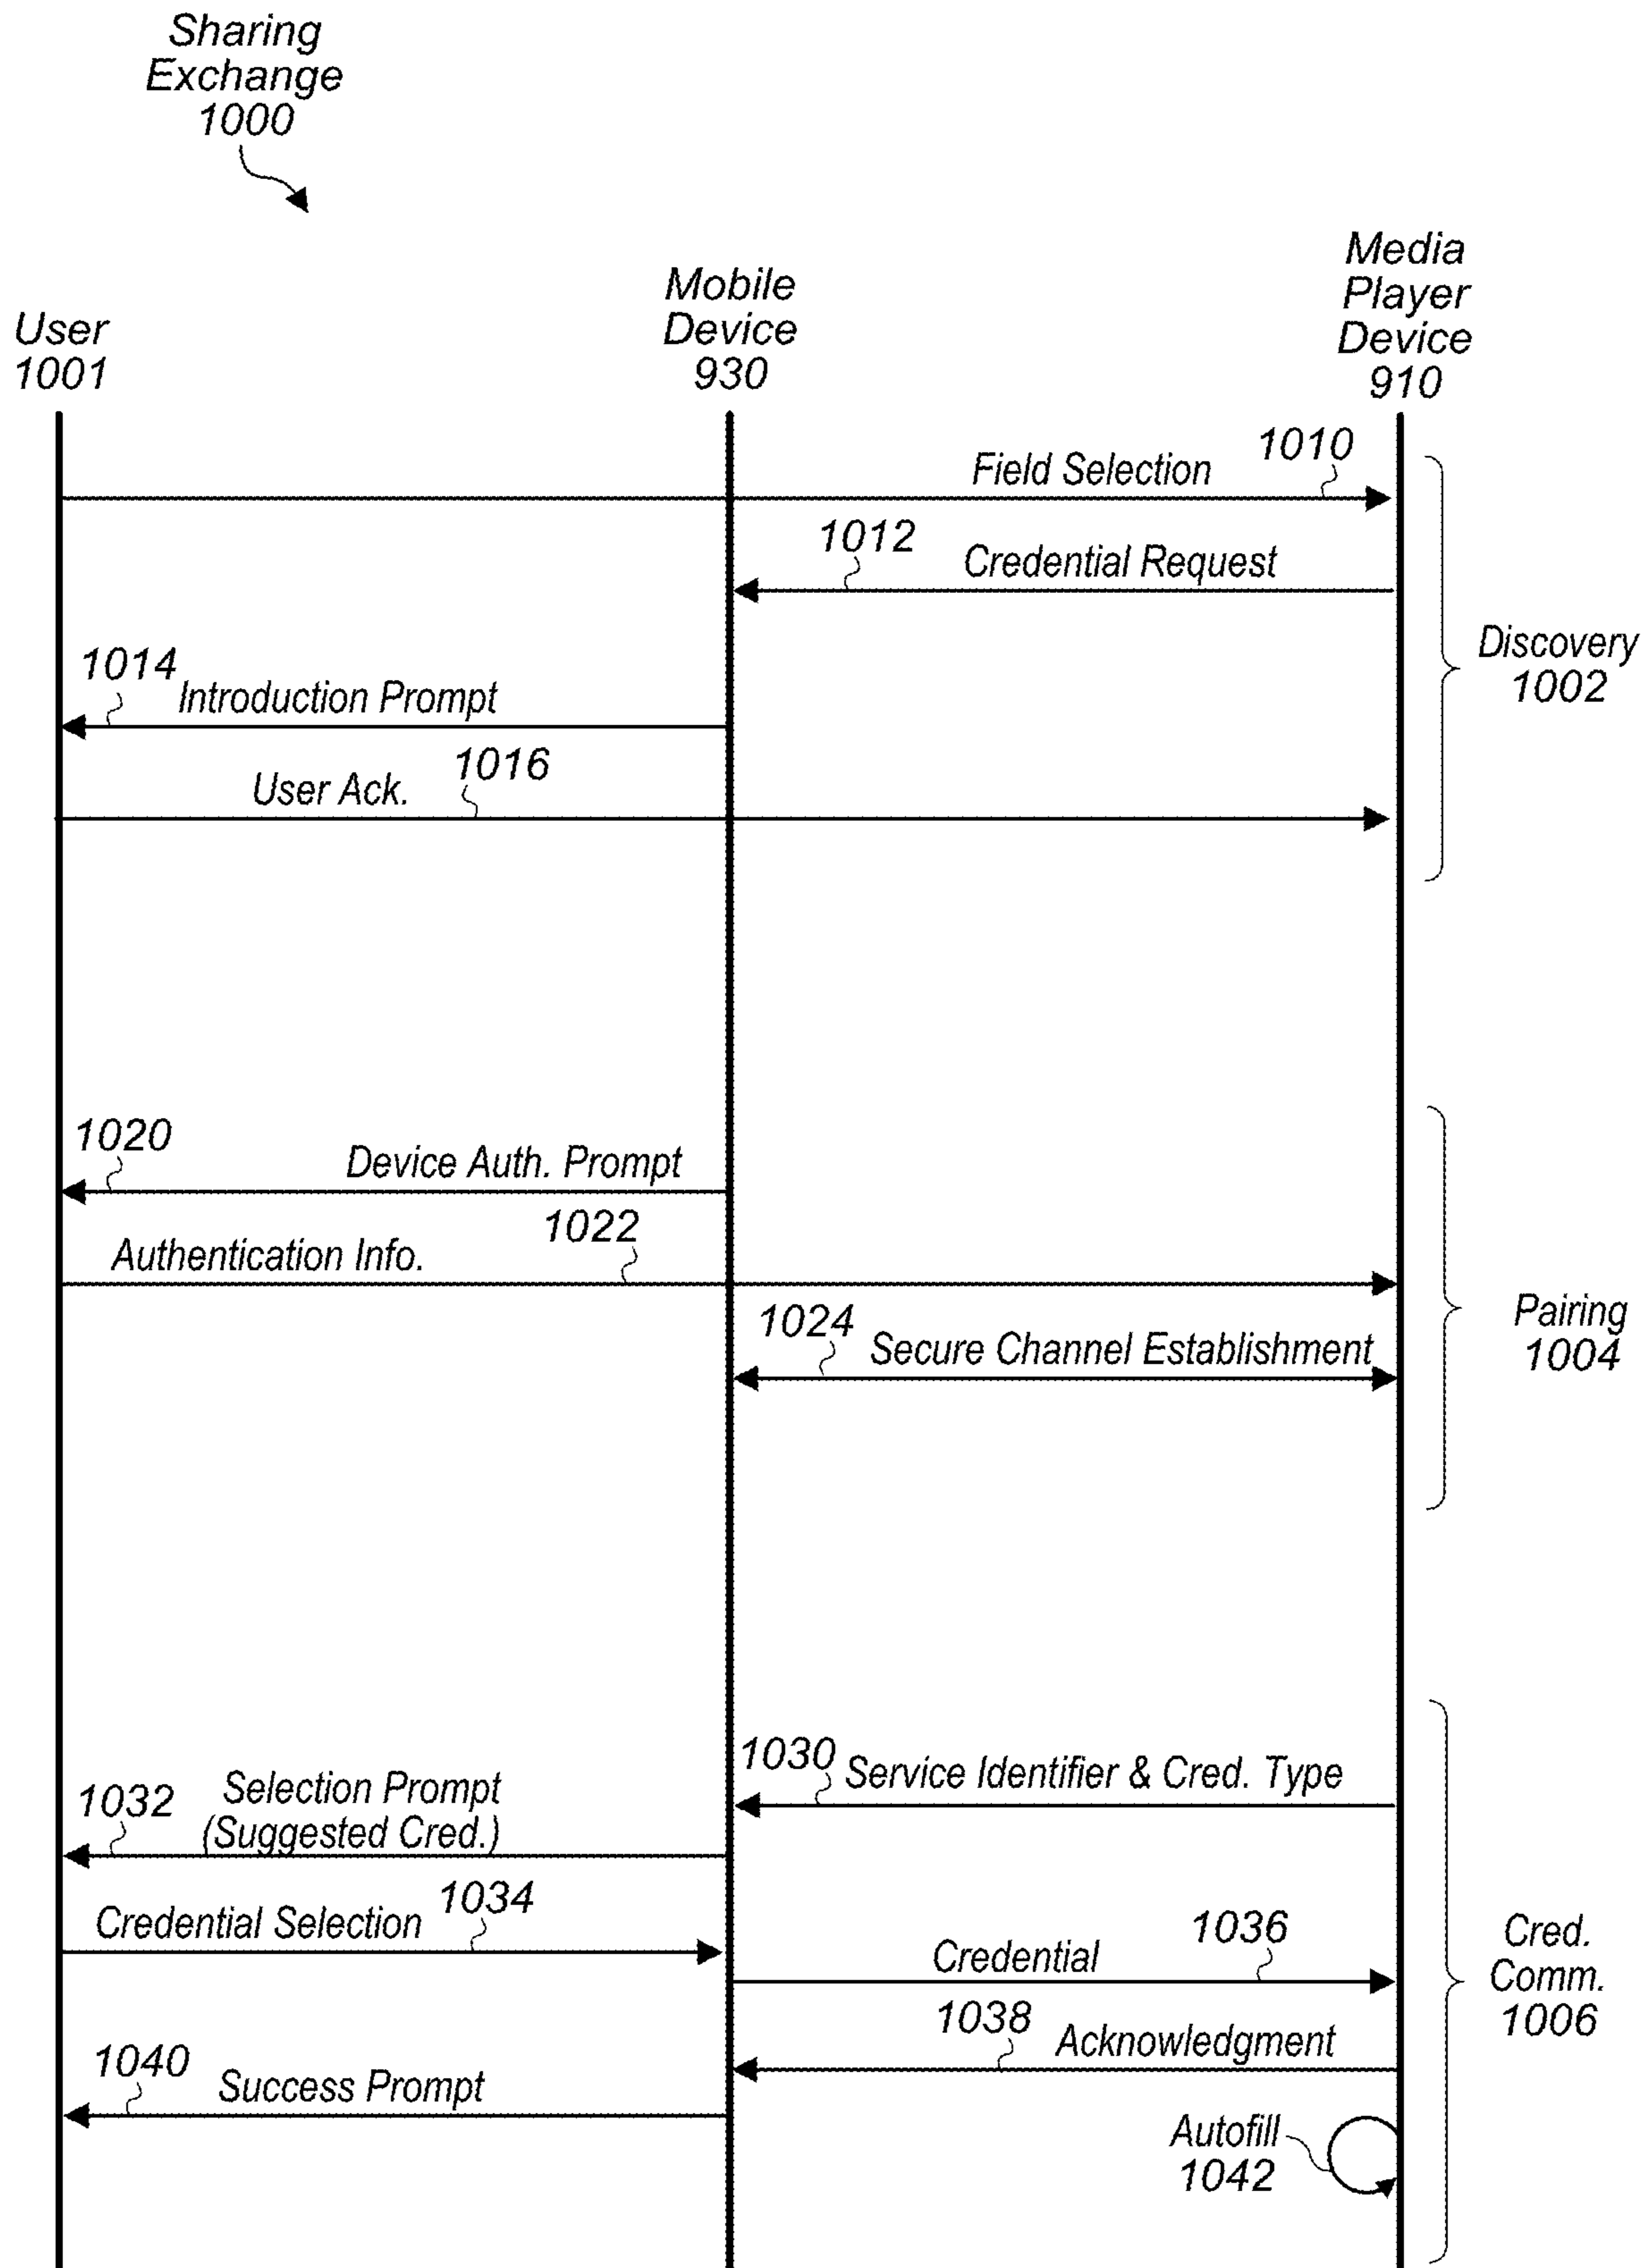 Sharing
Exchange
1000
User
1001
Mobile
Device
930
Media
Player
Device
910
Field Selection
1010
1012
Credential Request
Discovery
1002
1014
Introduction Prompt
1016
User Ack.
1020
Device Auth. Prompt
1022
Authentication Info.
1024
Secure Channel Establishment
Pairing
1004
1030
Service Identifier & Cred. Type
1032
Selection Prompt
(Suggested Cred.)
1034
Credential Selection
1036
Credential
Cred.
Comm.
1006
1038
Acknowledgment
1040
Success Prompt
Autofill
1042